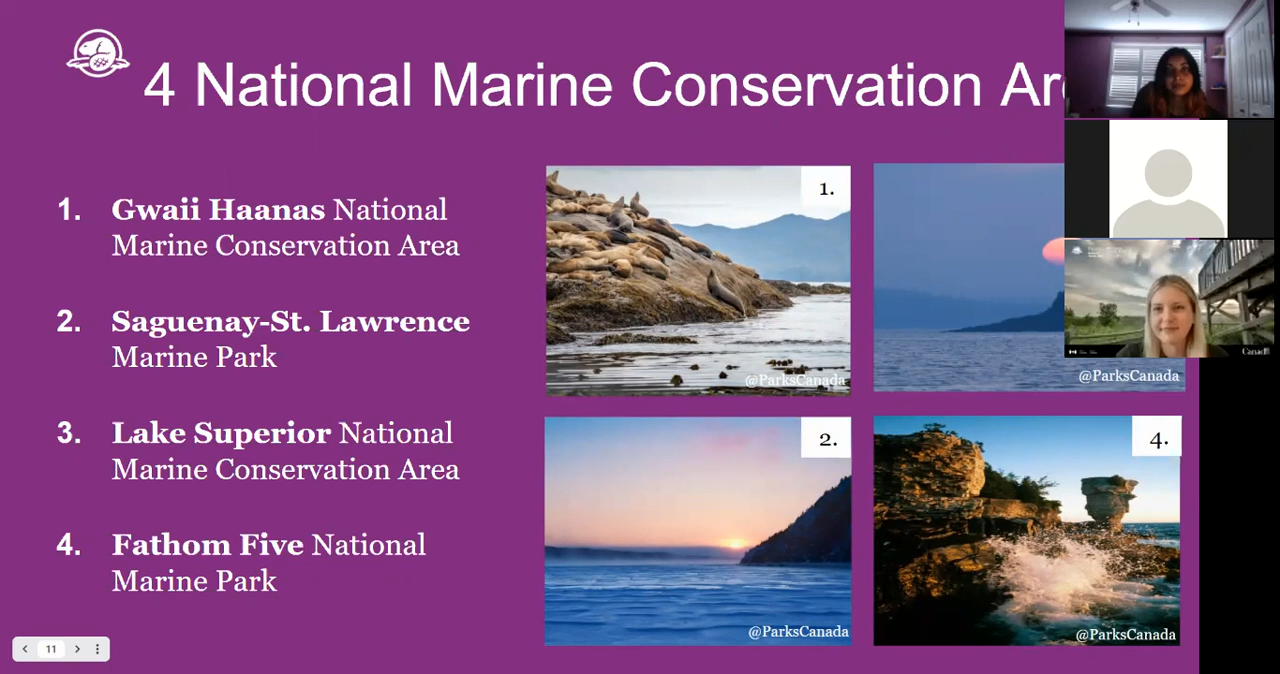 4 National Marine Conservation Ar
1. Gwaii Haanas National
Marine Conservation Area
2. Saguenay-St. Lawrence
Marine Park
3. Lake Superior National
Marine Conservation Area
4. Fathom Five National
Marine Park
1.
@ParksCanada
@ParksCanada
2.
@ParksCanada
4.
@ParksCanada
Canada
11